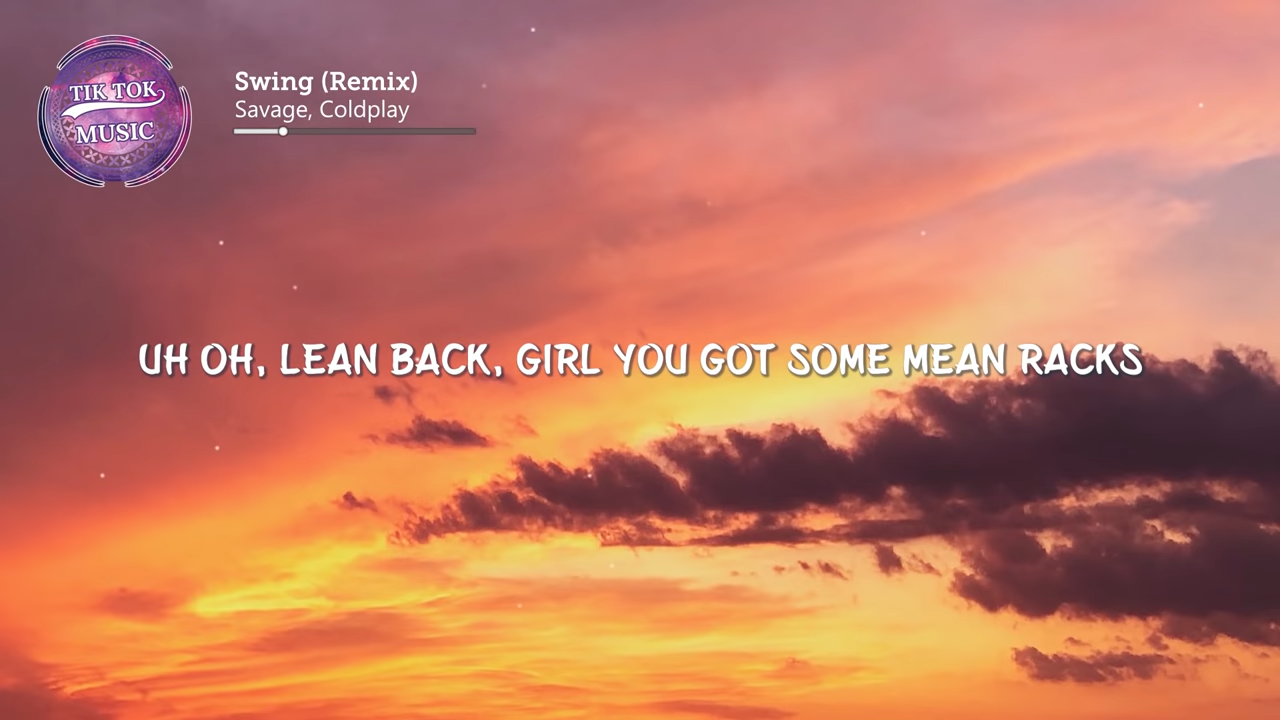 TIK TOK
MUSIC
Swing (Remix)
Savage, Coldplay
UH OH, LEAN BACK, GIRL YOU GOT SOME MEAN RACKS